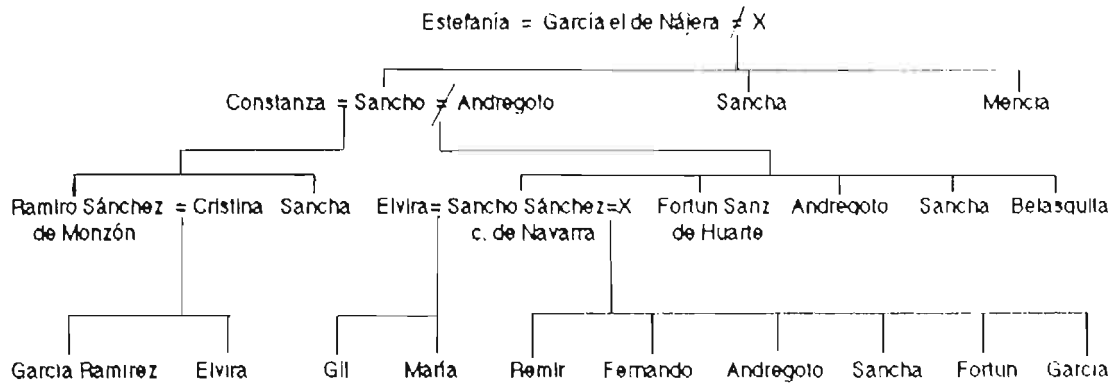 Estefanía = García el de Nájera ≠ X
Constanza = Sancho ≠ Andregoto Sancha Mencía
Ramiro Sánchez = Cristina Sancha Elvira = Sancho Sánchez = X Fortun Sanz Andregoto Sancha Belasquita
de Monzón c. de Navarra de Huarte
García Ramirez Elvira Gil María Remir Fernando Andregoto Sancha Fortun García